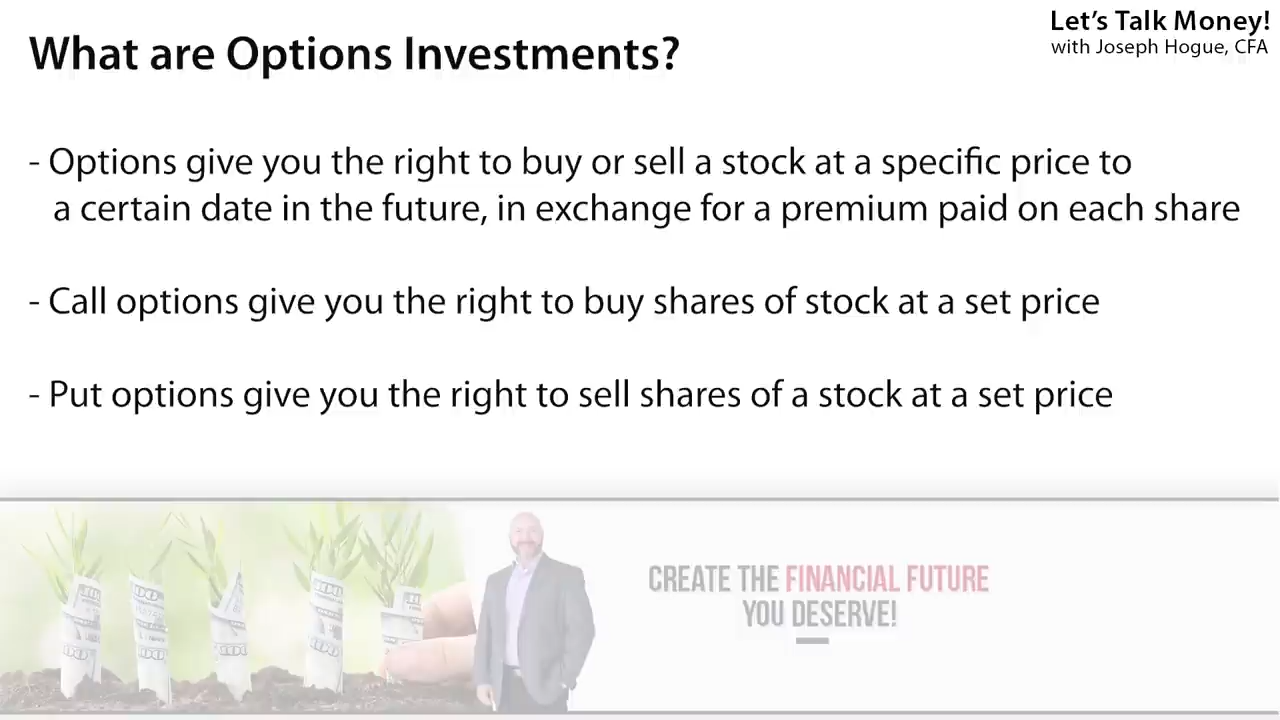 Let's Talk Money!
with Joseph Hogue, CFA
What are Options Investments?
- Options give you the right to buy or sell a stock at a specific price to
a certain date in the future, in exchange for a premium paid on each share
- Call options give you the right to buy shares of stock at a set price
- Put options give you the right to sell shares of a stock at a set price
CREATE THE FINANCIAL FUTURE
YOU DESERVE!